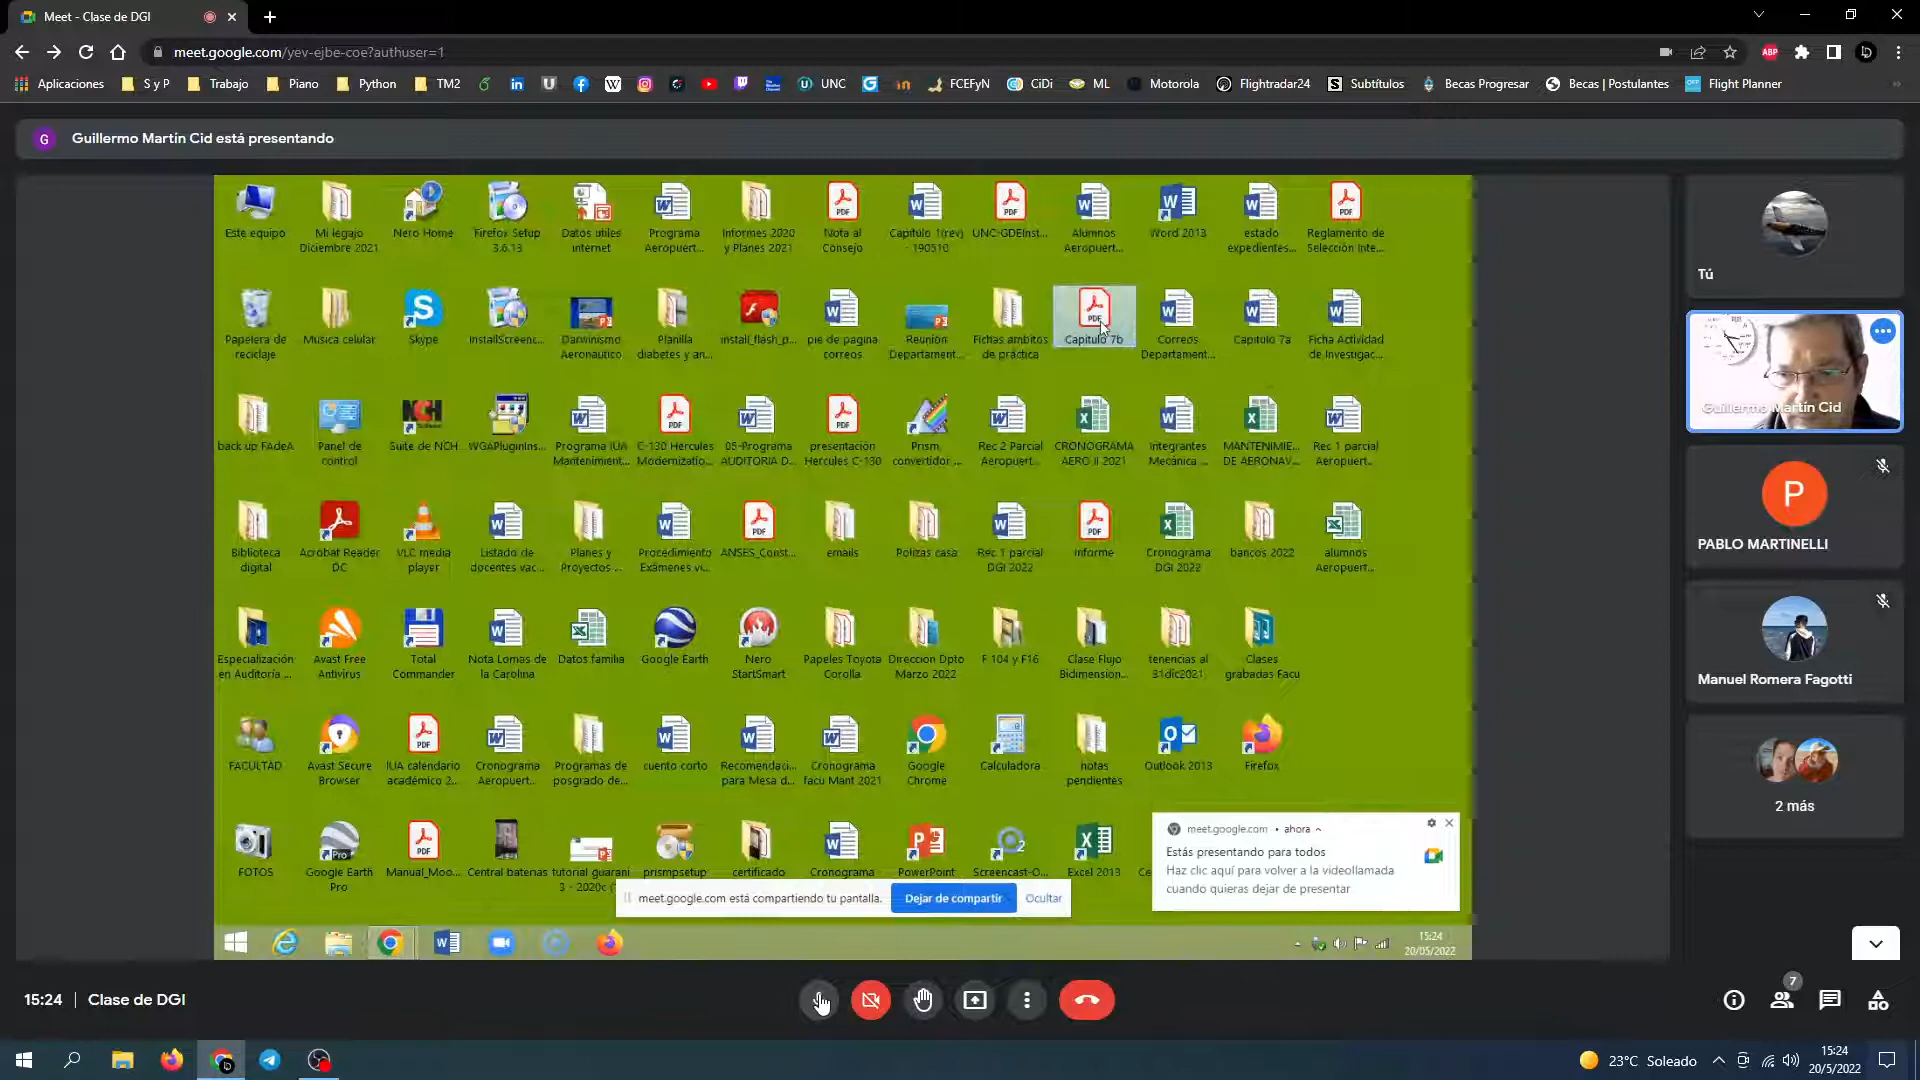 Meet - Clase de DGI
meet.google.com/yev-ejbe-coe?authuser=1
ABP
Aplicaciones
S y P
Trabajo
Piano
Python
TM2
UNC
FCEFyN
CiDi
ML
Motorola
Flightradar24
Subtítulos
Becas Progresar
Becas | Postulantes
Flight Planner
G
Guillermo Martín Cid está presentando
Este equipo
Mi legajo
Diciembre 2021
Nero Home
Firefox Setup
3.6.13
Datos utiles
internet
Programa
Aeropuert...
Informes 2020
y Planes 2021
Nota al
Consejo
Capitulo 1(rev)
- 190510
UNC-GDEInst...
Alumnos
Aeropuert...
Word 2013
estado
expedientes...
Reglamento de
Selección Inte...
Papelera de
reciclaje
Musica celular
Skype
InstallScreenc...
Darwinismo
Aeronautico
Planilla
diabetes y an...
install_flash_p...
pie de pagina
correos
Reunión
Departament...
Fichas ambitos
de práctica
Capitulo 7b
Correos
Departament...
Capitulo 7a
Ficha Actividad
de Investigac...
back up FAdeA
Panel de
control
Suite de NCH
WGAPluginIns...
Programa IUA
Mantenimient...
C-130 Hercules
Modernizatio...
05-Programa
AUDITORIA D...
presentación
Hercules C-130
Prism
convertidor ...
Rec 2 Parcial
Aeropuert...
CRONOGRAMA
AERO II 2021
Integrantes
Mecánica ...
MANTENIMIE...
DE AERONAV...
Rec 1 parcial
Aeropuert...
Biblioteca
digital
Acrobat Reader
DC
VLC media
player
Listado de
docentes vac...
Planes y
Proyectos ...
Procedimiento
Exámenes vi...
ANSES_Const...
emails
Polizas casa
Rec 1 parcial
DGI 2022
informe
Cronograma
DGI 2022
bancos 2022
alumnos
Aeropuert...
Especialización
en Auditoría ...
Avast Free
Antivirus
Total
Commander
Nota Lomas de
la Carolina
Datos familia
Google Earth
Nero
StartSmart
Papeles Toyota
Corolla
Direccion Dpto
Marzo 2022
F 104 y F16
Clase Flujo
Bidimension...
tenencias al
31dic2021
Clases
grabadas Facu
FACULTAD
Avast Secure
Browser
IUA calendario
académico 2...
Cronograma
Aeropuert...
Programas de
posgrado de...
cuento corto
Recomendaci...
para Mesa d...
Cronograma
facu Mant 2021
Google
Chrome
Calculadora
notas
pendientes
Outlook 2013
Firefox
FOTOS
Google Earth
Pro
Manual_Moo...
Central baterias
tutorial guarani
3 - 2020c (1
prismpsetup
certificado
Cronograma
PowerPoint
Screencast-O...
Excel 2013
meet.google.com • ahora
Estás presentando para todos
Haz clic aquí para volver a la videollamada
cuando quieras dejar de presentar
meet.google.com está compartiendo tu pantalla.
Dejar de compartir
Ocultar
15:24
20/05/2022
Tú
Guillermo Martín Cid
P
PABLO MARTINELLI
Manuel Romera Fagotti
2 más
15:24 | Clase de DGI
7
23°C Soleado
15:24
20/5/2022